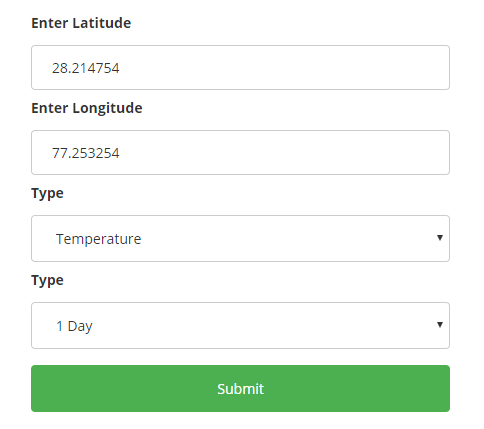 Enter Latitude
28.214754
Enter Longitude
77.253254
Type
Temperature
Type
1 Day
Submit